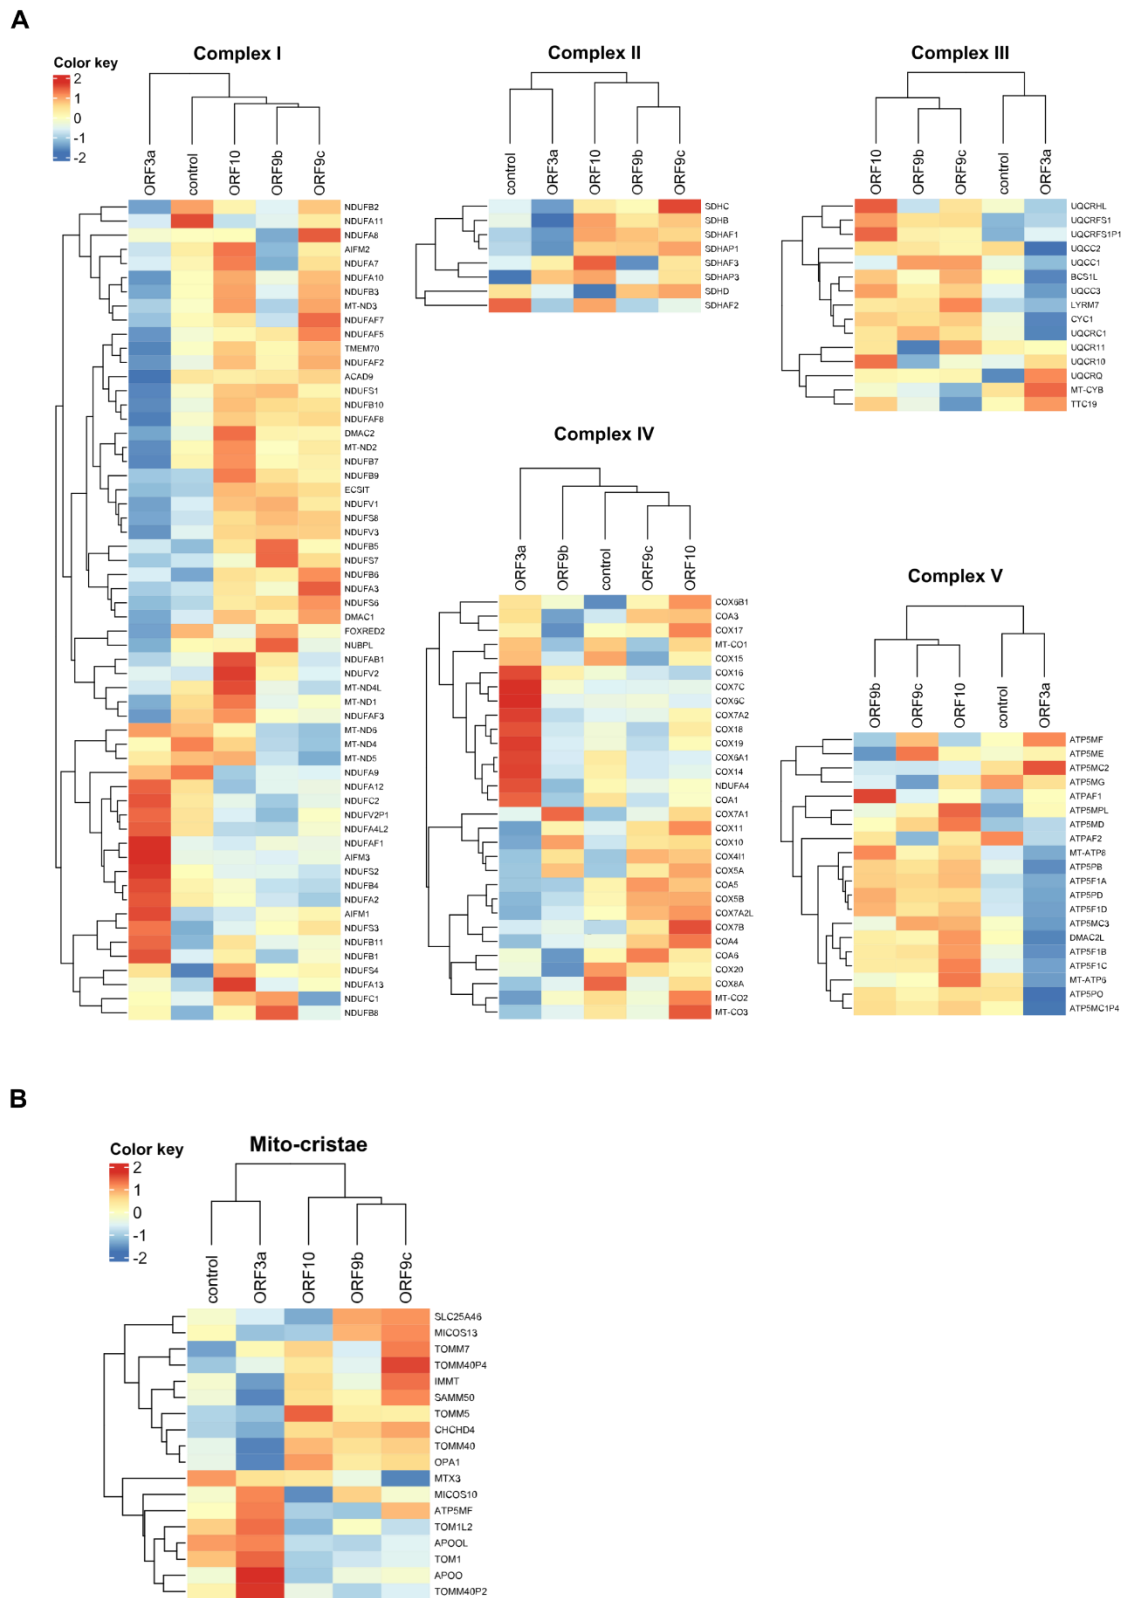 A
Complex I
Color key
2
1
0
-1
-2
ORF3a
control
ORF10
ORF9b
ORF9c
NDUFB2
NDUFA11
NDUFA8
AIFM2
NDUFA7
NDUFA10
NDUFB3
MT-ND3
NDUFAF7
NDUFAF5
TMEM70
NDUFAF2
ACAD9
NDUFS1
NDUFB10
NDUFAF8
DMAC2
MT-ND2
NDUFB7
NDUFB9
ECSIT
NDUFV1
NDUFS8
NDUFV3
NDUFB5
NDUFS7
NDUFB6
NDUFA3
NDUFS6
DMAC1
FOXRED2
NUBPL
NDUFAB1
NDUFV2
MT-ND4L
MT-ND1
NDUFAF3
MT-ND6
MT-ND4
MT-ND5
NDUFA9
NDUFA12
NDUFC2
NDUFV2P1
NDUFA4L2
NDUFAF1
AIFM3
NDUFS2
NDUFB4
NDUFA2
AIFM1
NDUFS3
NDUFB11
NDUFB1
NDUFS4
NDUFA13
NDUFC1
NDUFB8
Complex II
control
ORF3a
ORF10
ORF9b
ORF9c
SDHC
SDHB
SDHAF1
SDHAP1
SDHAF3
SDHAP3
SDHD
SDHAF2
Complex III
ORF10
ORF9b
ORF9c
control
ORF3a
UQCRHL
UQCRFS1
UQCRFS1P1
UQCC2
UQCC1
BCS1L
UQCC3
LYRM7
CYC1
UQCRC1
UQCR11
UQCR10
UQCRQ
MT-CYB
TTC19
Complex IV
ORF3a
ORF9b
control
ORF9c
ORF10
COX6B1
COA3
COX17
MT-CO1
COX15
COX16
COX7C
COX6C
COX7A2
COX18
COX19
COX6A1
COX14
NDUFA4
COA1
COX7A1
COX11
COX10
COX4I1
COX5A
COA5
COX5B
COX7A2L
COX7B
COA4
COA6
COX20
COX8A
MT-CO2
MT-CO3
Complex V
ORF9b
ORF9c
ORF10
control
ORF3a
ATP5MF
ATP5ME
ATP5MC2
ATP5MG
ATPAF1
ATP5MPL
ATP5MD
ATPAF2
MT-ATP8
ATP5PB
ATP5F1A
ATP5PD
ATP5F1D
ATP5MC3
DMAC2L
ATP5F1B
ATP5F1C
MT-ATP6
ATP5PO
ATP5MC1P4
B
Mito-cristae
Color key
2
1
0
-1
-2
control
ORF3a
ORF10
ORF9b
ORF9c
SLC25A46
MICOS13
TOMM7
TOMM40P4
IMMT
SAMM50
TOMM5
CHCHD4
TOMM40
OPA1
MTX3
MICOS10
ATP5MF
TOM1L2
APOOL
TOM1
APOO
TOMM40P2